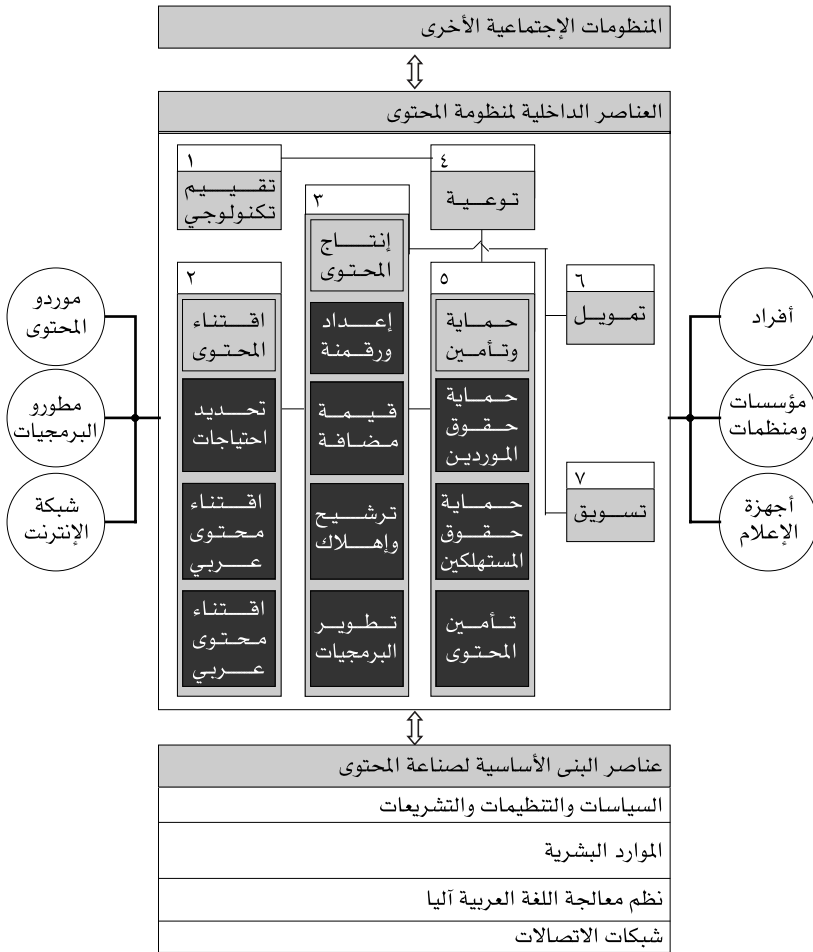 المنظومات الإجتماعية الأخرى
العناصر الداخلية لمنظومة المحتوى
١
تقييم
تكنولوجي
٢
اقتناء
المحتوى
تحديد
احتياجات
اقتناء
محتوى
عربي
اقتناء
محتوى
عربي
٣
إنتاج
المحتوى
إعداد
ورقمنة
قيمة
مضافة
ترشيح
وإهلاك
تطوير
البرمجيات
٤
توعية
٥
حماية
وتأمين
حماية
حقوق
الموردين
حماية
حقوق
المستهلكين
تأمين
المحتوى
٦
تمويل
٧
تسويق
موردو
المحتوى
مطورو
البرمجيات
شبكة
الإنترنت
أفراد
مؤسسات
ومنظمات
أجهزة
الإعلام
عناصر البنى الأساسية لصناعة المحتوى
السياسات والتنظيمات والتشريعات
الموارد البشرية
نظم معالجة اللغة العربية آليا
شبكات الاتصالات